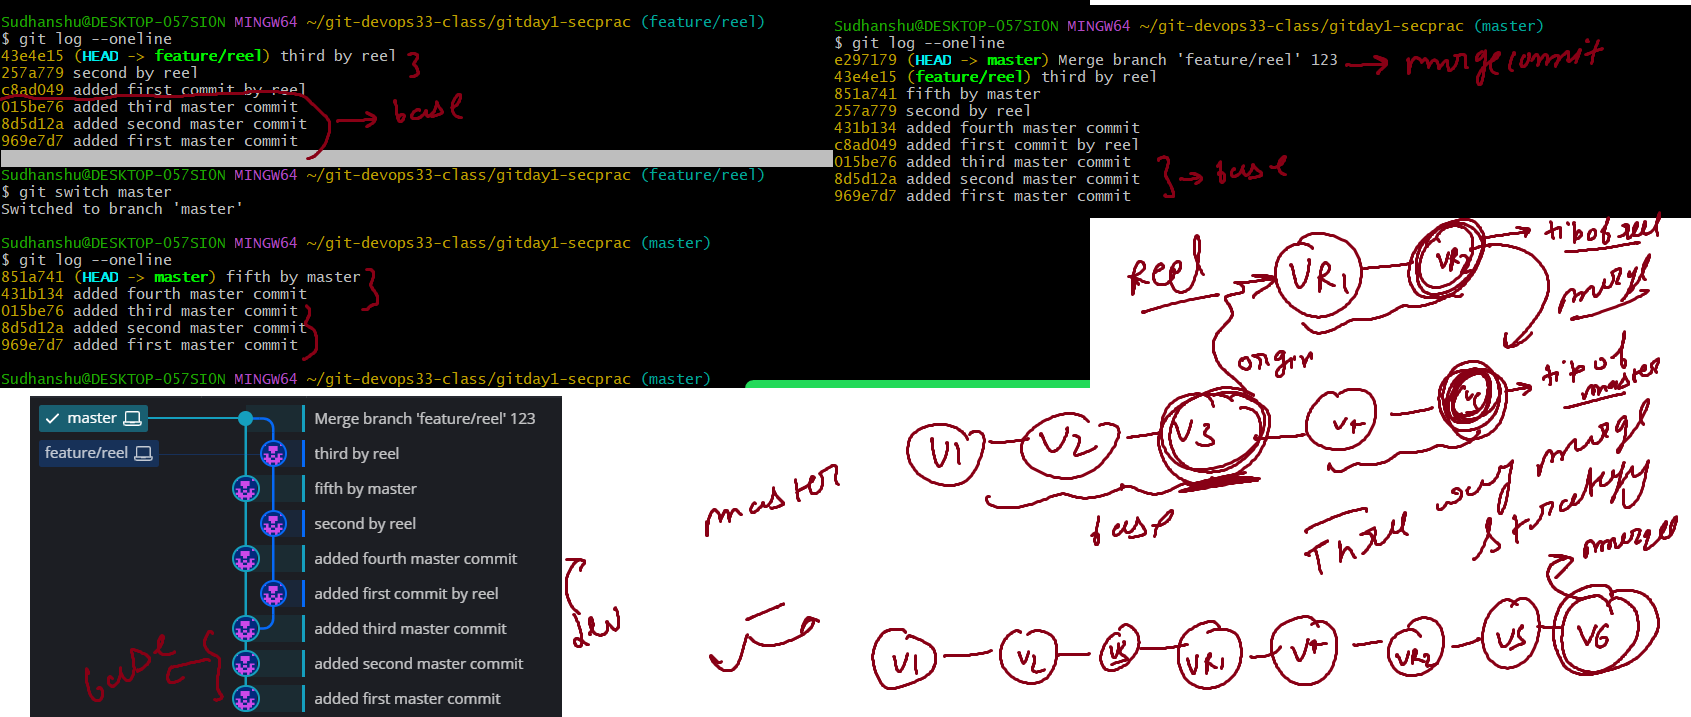 Sudhanshu@DESKTOP-O57SION MINGW64 ~/git-devops33-class/gitday1-secprac (feature/reel)
$ git log --oneline
43e4e15 (HEAD -> feature/reel) third by reel
257a779 second by reel
c8ad049 added first commit by reel
015be76 added third master commit
8d5d12a added second master commit
969e7d7 added first master commit
base
Sudhanshu@DESKTOP-O57SION MINGW64 ~/git-devops33-class/gitday1-secprac (feature/reel)
$ git switch master
Switched to branch 'master'
Sudhanshu@DESKTOP-O57SION MINGW64 ~/git-devops33-class/gitday1-secprac (master)
$ git log --oneline
851a741 (HEAD -> master) fifth by master
431b134 added fourth master commit
015be76 added third master commit
8d5d12a added second master commit
969e7d7 added first master commit
Sudhanshu@DESKTOP-O57SION MINGW64 ~/git-devops33-class/gitday1-secprac (master)
Sudhanshu@DESKTOP-O57SION MINGW64 ~/git-devops33-class/gitday1-secprac (master)
$ git log --oneline
e297179 (HEAD -> master) Merge branch 'feature/reel' 123
merge commit
43e4e15 (feature/reel) third by reel
851a741 fifth by master
257a779 second by reel
431b134 added fourth master commit
c8ad049 added first commit by reel
015be76 added third master commit
8d5d12a added second master commit
969e7d7 added first master commit
base
master
Merge branch 'feature/reel' 123
feature/reel
third by reel
fifth by master
second by reel
added fourth master commit
added first commit by reel
added third master commit
added second master commit
added first master commit
base
Reel
VR1
VR2
tip of reel
merge
origin
tip of
master
V1
V2
V3
V4
master
base
Three way merge
strategy
merged
V1
V2
V3
VR1
V4
VR2
V5
V6